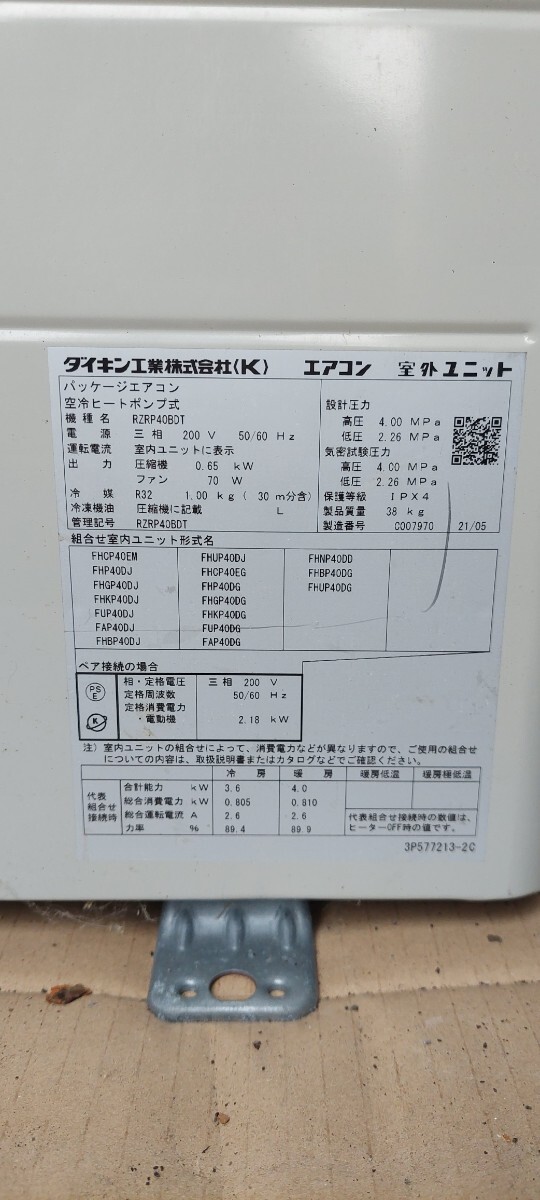 ダイキン工業株式会社(K) エアコン 室外ユニット
パッケージエアコン
空冷ヒートポンプ式
機種名 RZRP40BDT
電源 三相 200 V 50/60 Hz
運転電流 室内ユニットに表示
出力 圧縮機 0.65 kW
ファン 70 W
冷媒 R32 1.00 kg ( 30 m分含)
冷凍機油 圧縮機に記載 L
管理記号 RZRP40BDT
設計圧力
高圧 4.00 MPa
低圧 2.26 MPa
気密試験圧力
高圧 4.00 MPa
低圧 2.26 MPa
保護等級 IPX4
製品質量 38 kg
製造番号 C007970 21/05
組合せ室内ユニット形式名
FHCP40EM FHUP40DJ FHNP40DD
FHP40DJ FHCP40EG FHBP40DG
FHGP40DJ FHP40DG FHUP40DG
FHKP40DJ FHGP40DG
FUP40DJ FHKP40DG
FAP40DJ FUP40DG
FHBP40DJ FAP40DG
ペア接続の場合
PS
E
K
相・定格電圧 三相 200 V
定格周波数 50/60 Hz
定格消費電力
・電動機 2.18 kW
注) 室内ユニットの組合せによって、消費電力などが異なりますので、ご使用の組合せ
についての内容は、取扱説明書またはカタログなどでご確認ください。
冷房 暖房 暖房低温 暖房極低温
代表
組合せ
接続時
合計能力 kW 3.6 4.0
総合消費電力 kW 0.805 0.810
総合運転電流 A 2.6 2.6
力率 % 89.4 89.9
代表組合せ接続時の数値は、
ヒーターOFF時の値です。
3P577213-2C